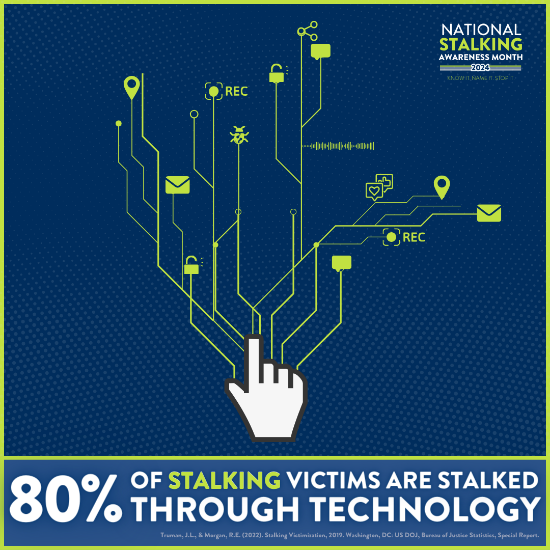 NATIONAL
STALKING
AWARENESS MONTH
2024
KNOW IT. NAME IT. STOP IT.
REC
REC
80% OF STALKING VICTIMS ARE STALKED
THROUGH TECHNOLOGY
Truman, J.L., & Morgan, R.E. (2022). Stalking Victimization, 2019. Washington, DC: US DOJ, Bureau of Justice Statistics, Special Report.